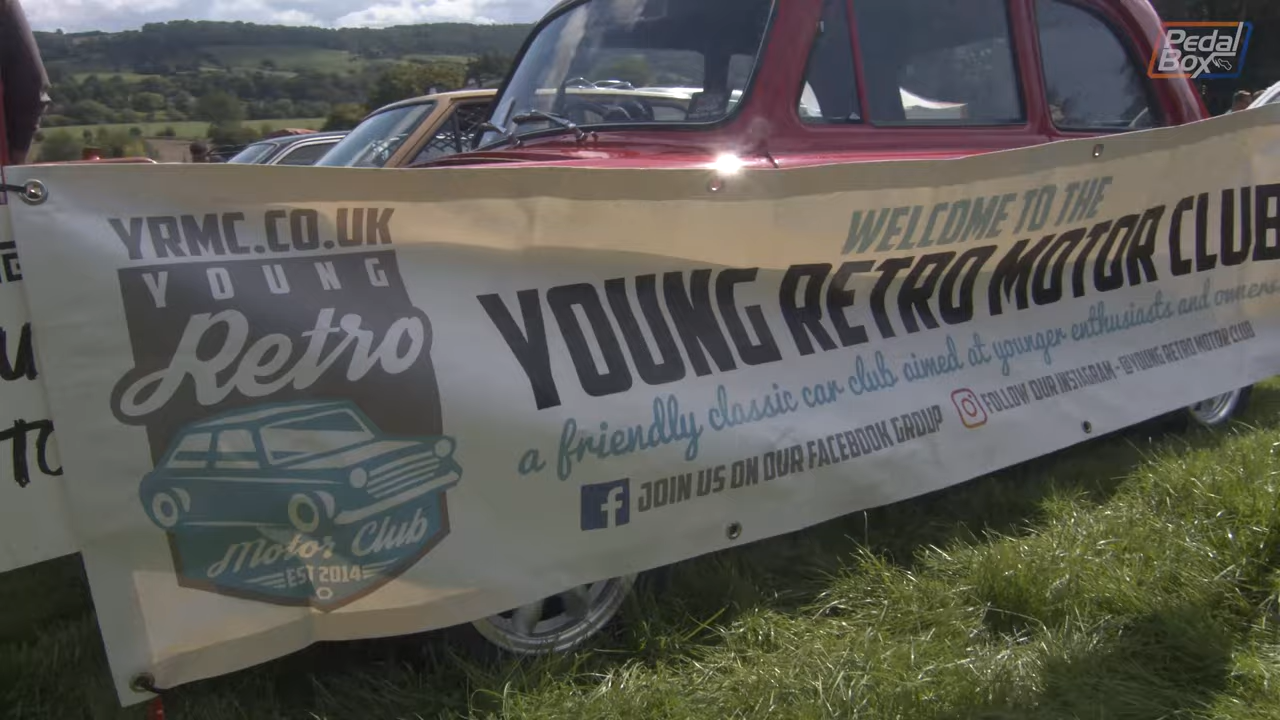 Pedal
Box
YRMC.CO.UK
YOUNG
Retro
Motor Club
EST 2014
WELCOME TO THE
YOUNG RETRO MOTOR CLUB
a friendly classic car club aimed at younger enthusiasts and owners
JOIN US ON OUR FACEBOOK GROUP
FOLLOW OUR INSTAGRAM - @YOUNG RETRO MOTOR CLUB
TO